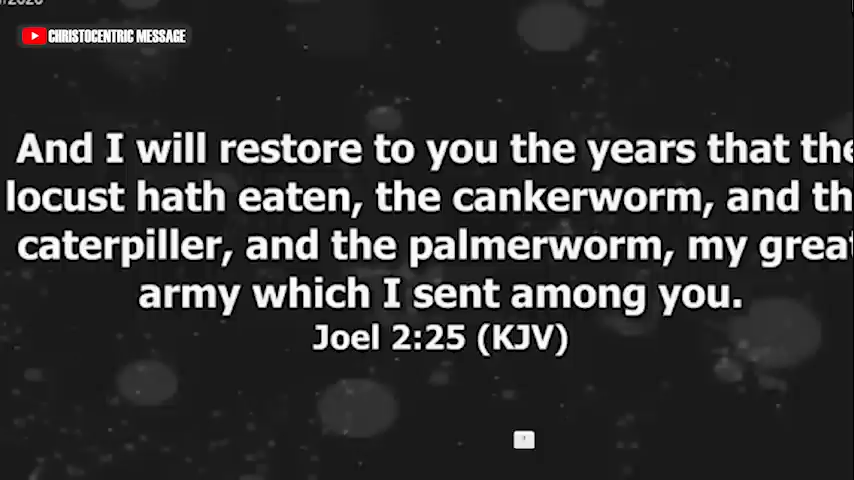 CHRISTOCENTRIC MESSAGE
And I will restore to you the years that the
locust hath eaten, the cankerworm, and th
caterpiller, and the palmerworm, my great
army which I sent among you.
Joel 2:25 (KJV)